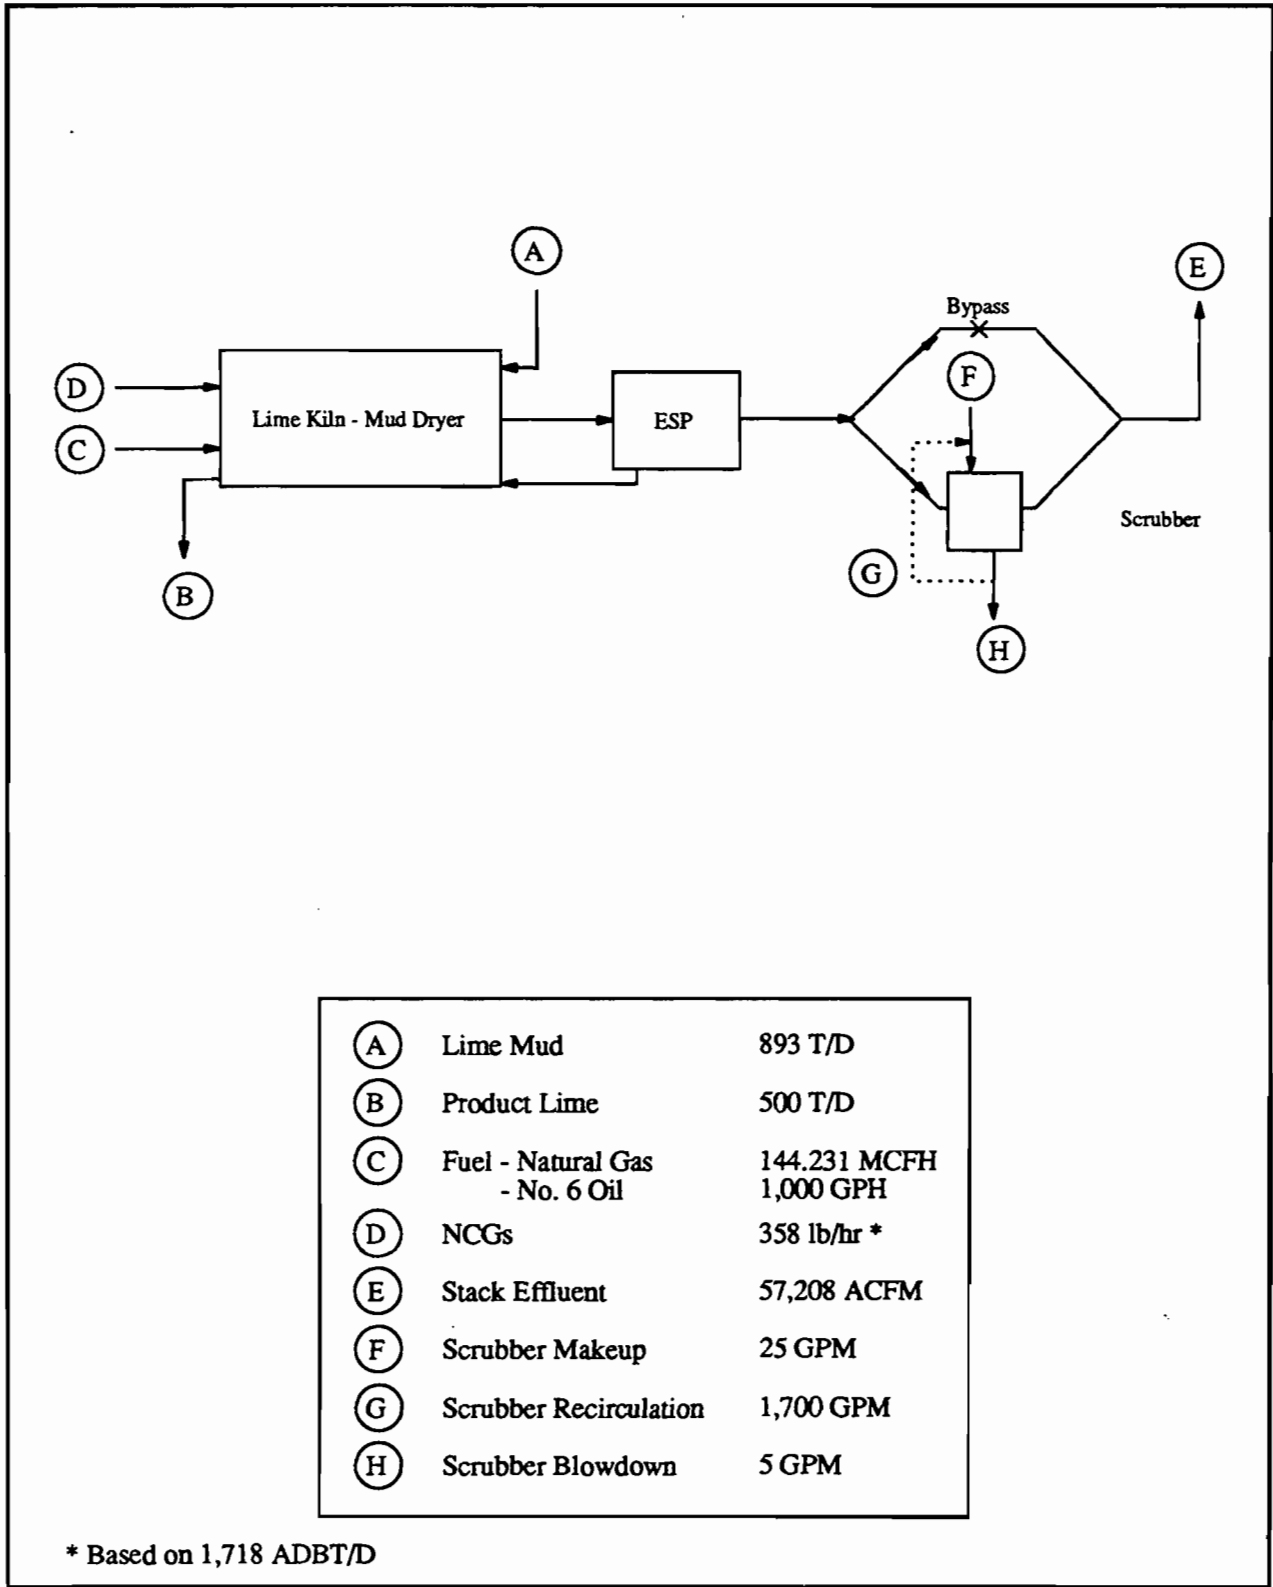 A
E
Bypass
D
F
Lime Kiln - Mud Dryer
ESP
C
Scrubber
G
B
H
A Lime Mud 893 T/D
B Product Lime 500 T/D
C Fuel - Natural Gas 144.231 MCFH
- No. 6 Oil 1,000 GPH
D NCGs 358 lb/hr *
E Stack Effluent 57,208 ACFM
F Scrubber Makeup 25 GPM
G Scrubber Recirculation 1,700 GPM
H Scrubber Blowdown 5 GPM
* Based on 1,718 ADBT/D